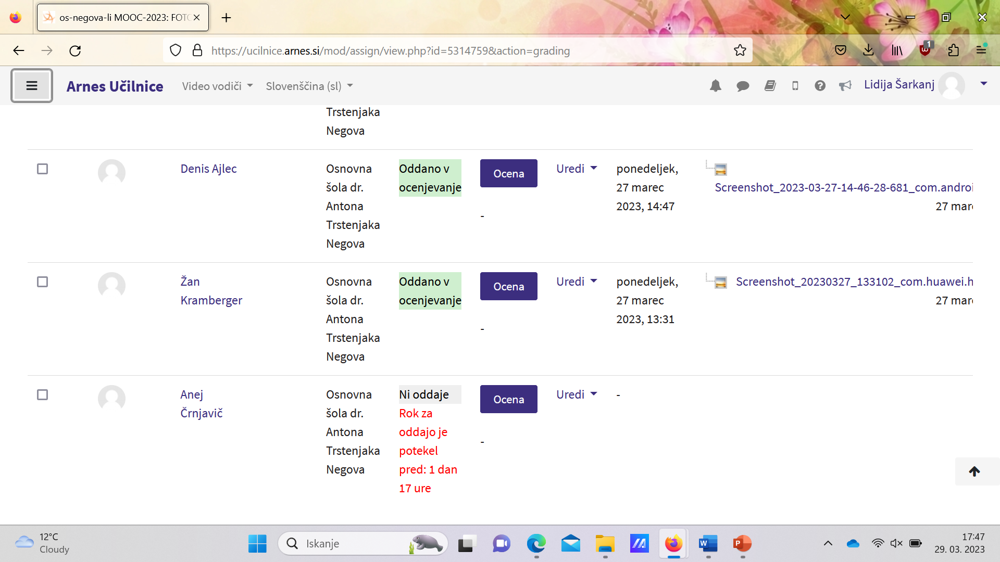 os-negova-li MOOC-2023: FOTO
https://ucilnice.arnes.si/mod/assign/view.php?id=5314759&action=grading
1
Arnes Učilnice
Video vodiči
Slovenščina (sl)
Lidija Šarkanj
Trstenjaka
Negova
Denis Ajlec
Osnovna
šola dr.
Antona
Trstenjaka
Negova
Oddano v
ocenjevanje
Ocena
-
Uredi
ponedeljek,
27 marec
2023, 14:47
Screenshot_2023-03-27-14-46-28-681_com.androi
27 mar
Žan
Kramberger
Osnovna
šola dr.
Antona
Trstenjaka
Negova
Oddano v
ocenjevanje
Ocena
-
Uredi
ponedeljek,
27 marec
2023, 13:31
Screenshot_20230327_133102_com.huawei.h
27 mar
Anej
Črnjavič
Osnovna
šola dr.
Antona
Trstenjaka
Negova
Ni oddaje
Rok za
oddajo je
potekel
pred: 1 dan
17 ure
Ocena
-
Uredi
-
12°C
Cloudy
Iskanje
17:47
29. 03. 2023